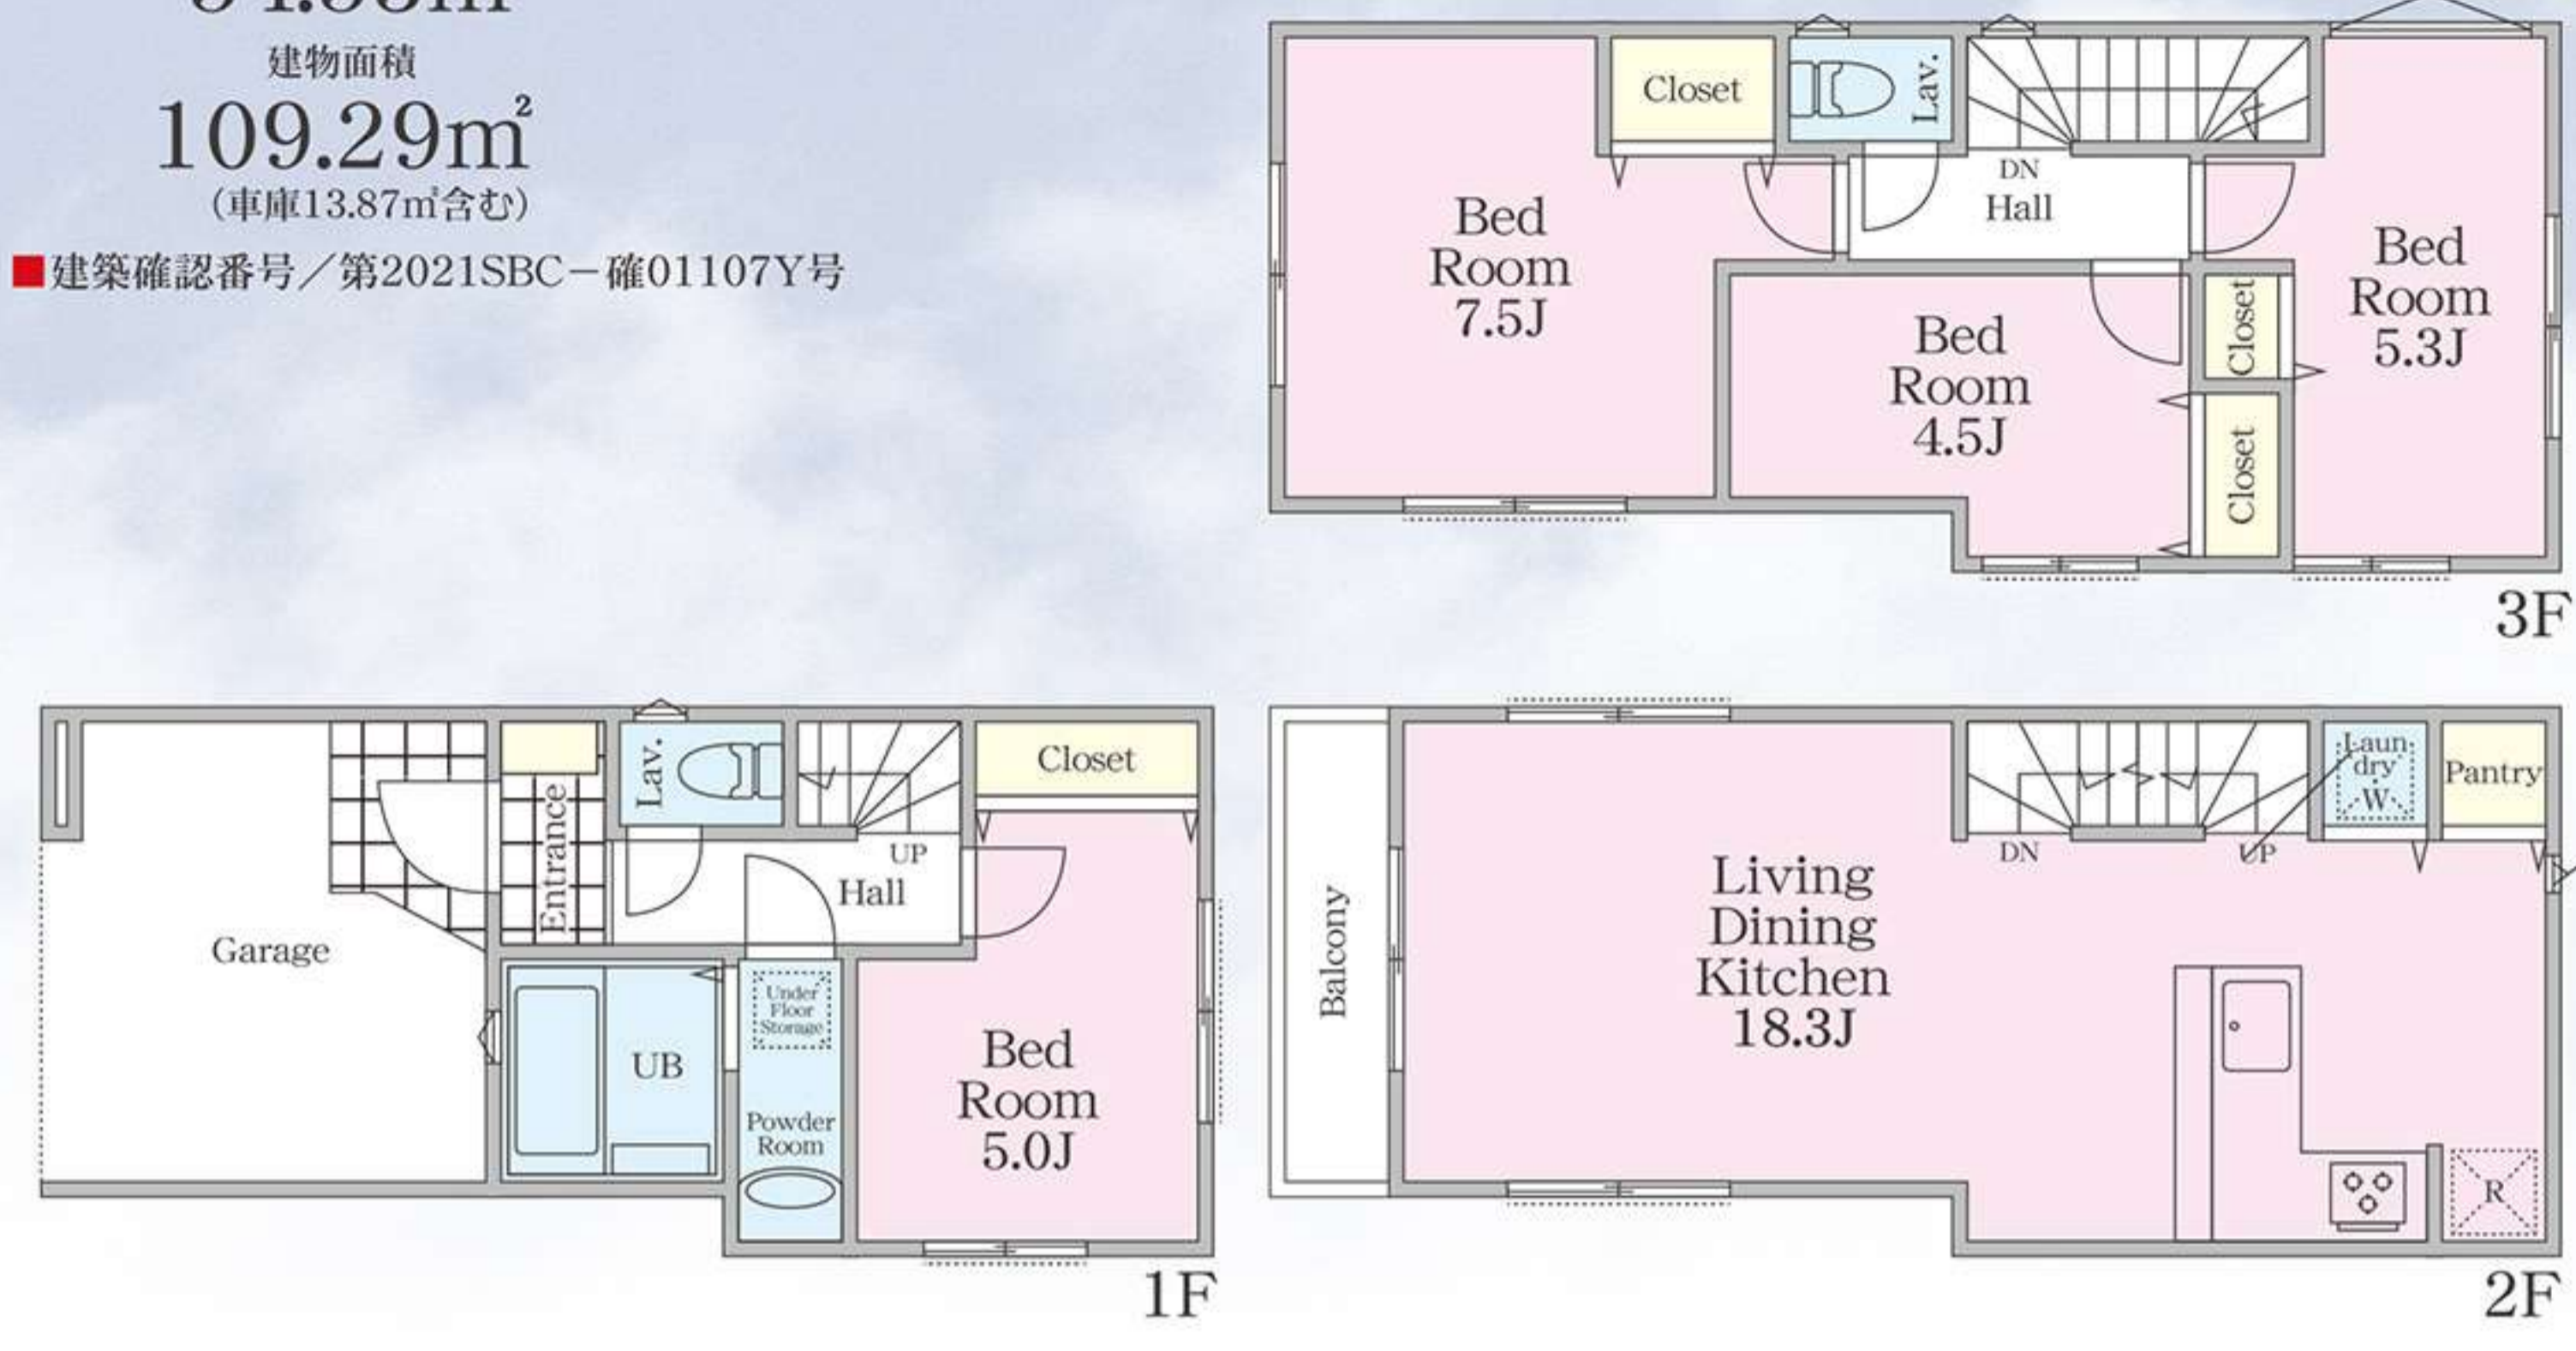 建物面積
109.29㎡
（車庫13.87㎡含む）
■建築確認番号／第2021SBC－確01107Y号
Closet
Lav.
DN
Hall
Bed
Room
7.5J
Bed
Room
4.5J
Closet
Closet
Bed
Room
5.3J
3F
Garage
Entrance
Lav.
UP
Hall
Closet
UB
Under
Floor
Storage
Powder
Room
Bed
Room
5.0J
1F
Balcony
Living
Dining
Kitchen
18.3J
DN
UP
Laun
dry
W
Pantry
R
2F